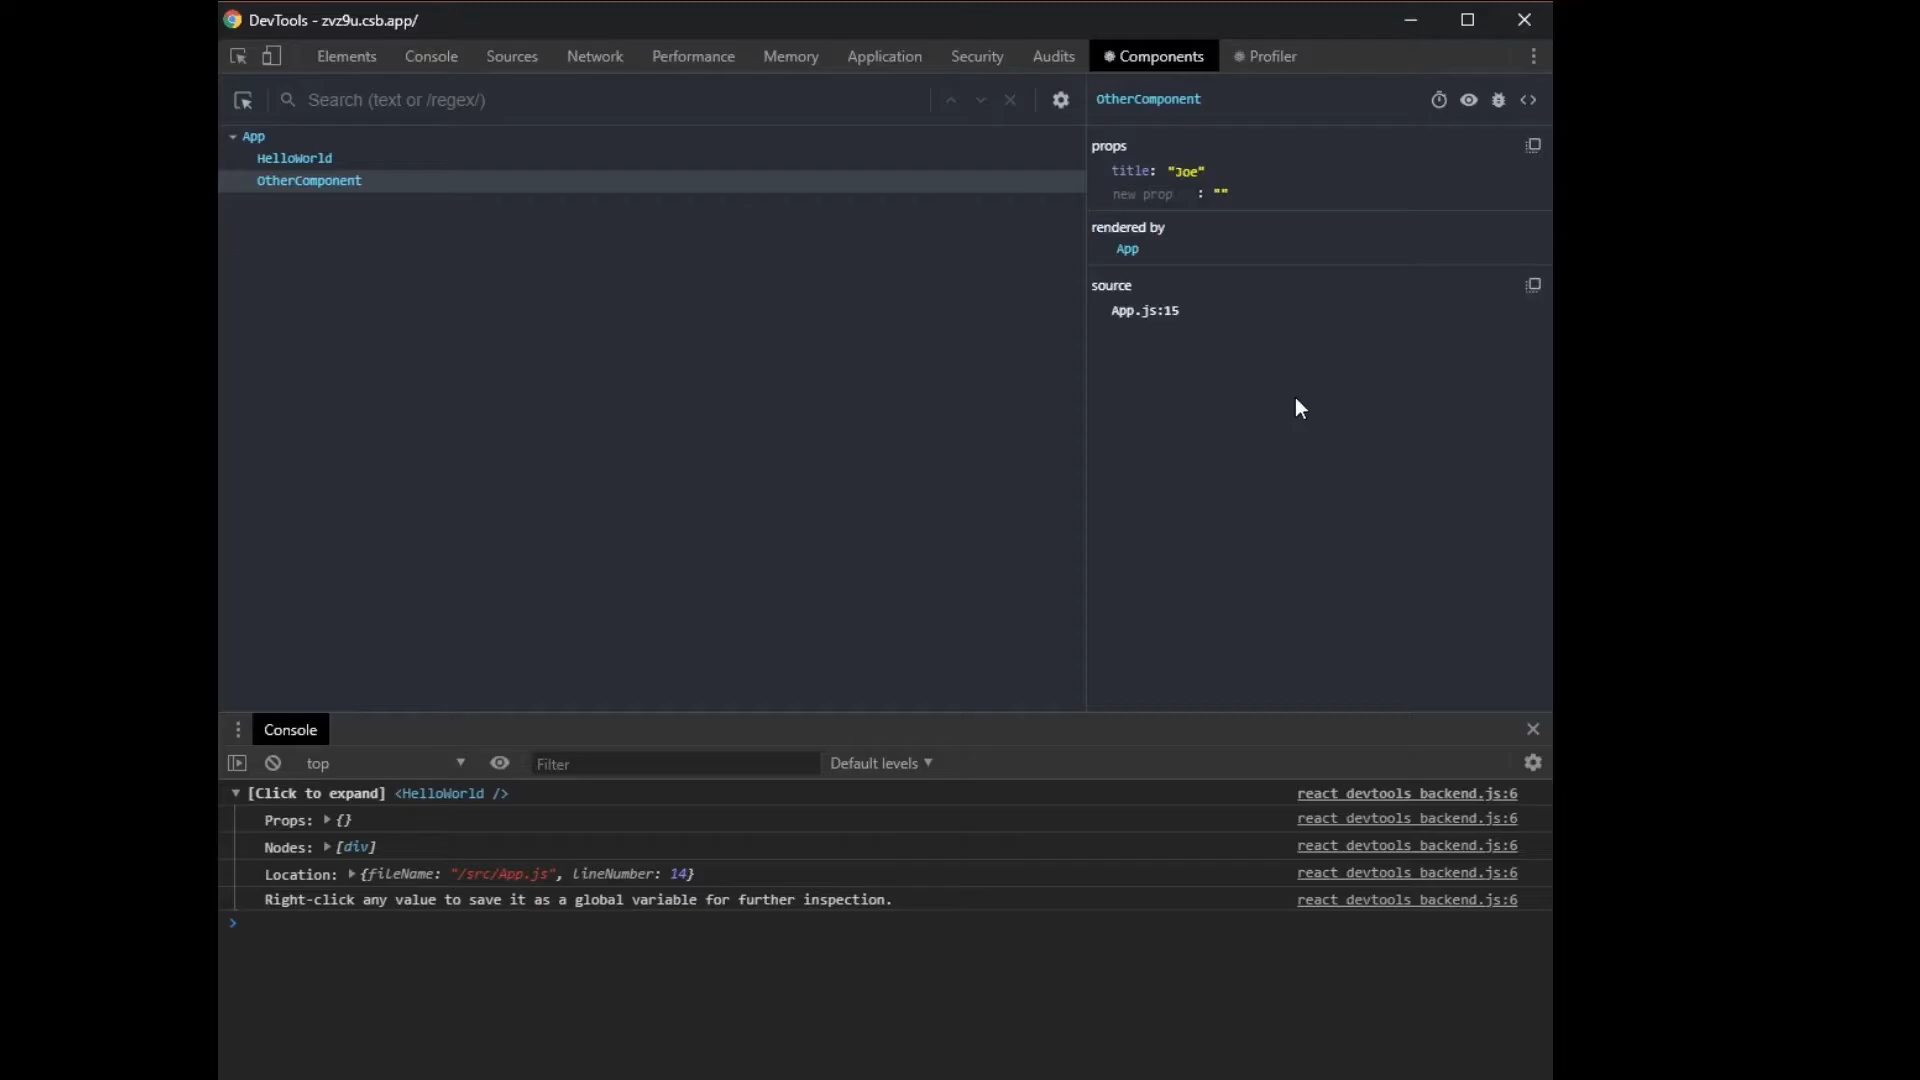 DevTools - zvz9u.csb.app/
Elements Console Sources Network Performance Memory Application Security Audits Components Profiler
Search (text or /regex/)
OtherComponent
App
HelloWorld
OtherComponent
props
title: "Joe"
new prop : ""
rendered by
App
source
App.js:15
Console
top Filter Default levels
[Click to expand] <HelloWorld /> react_devtools_backend.js:6
Props: {} react_devtools_backend.js:6
Nodes: [div] react_devtools_backend.js:6
Location: {fileName: "/src/App.js", lineNumber: 14} react_devtools_backend.js:6
Right-click any value to save it as a global variable for further inspection. react_devtools_backend.js:6